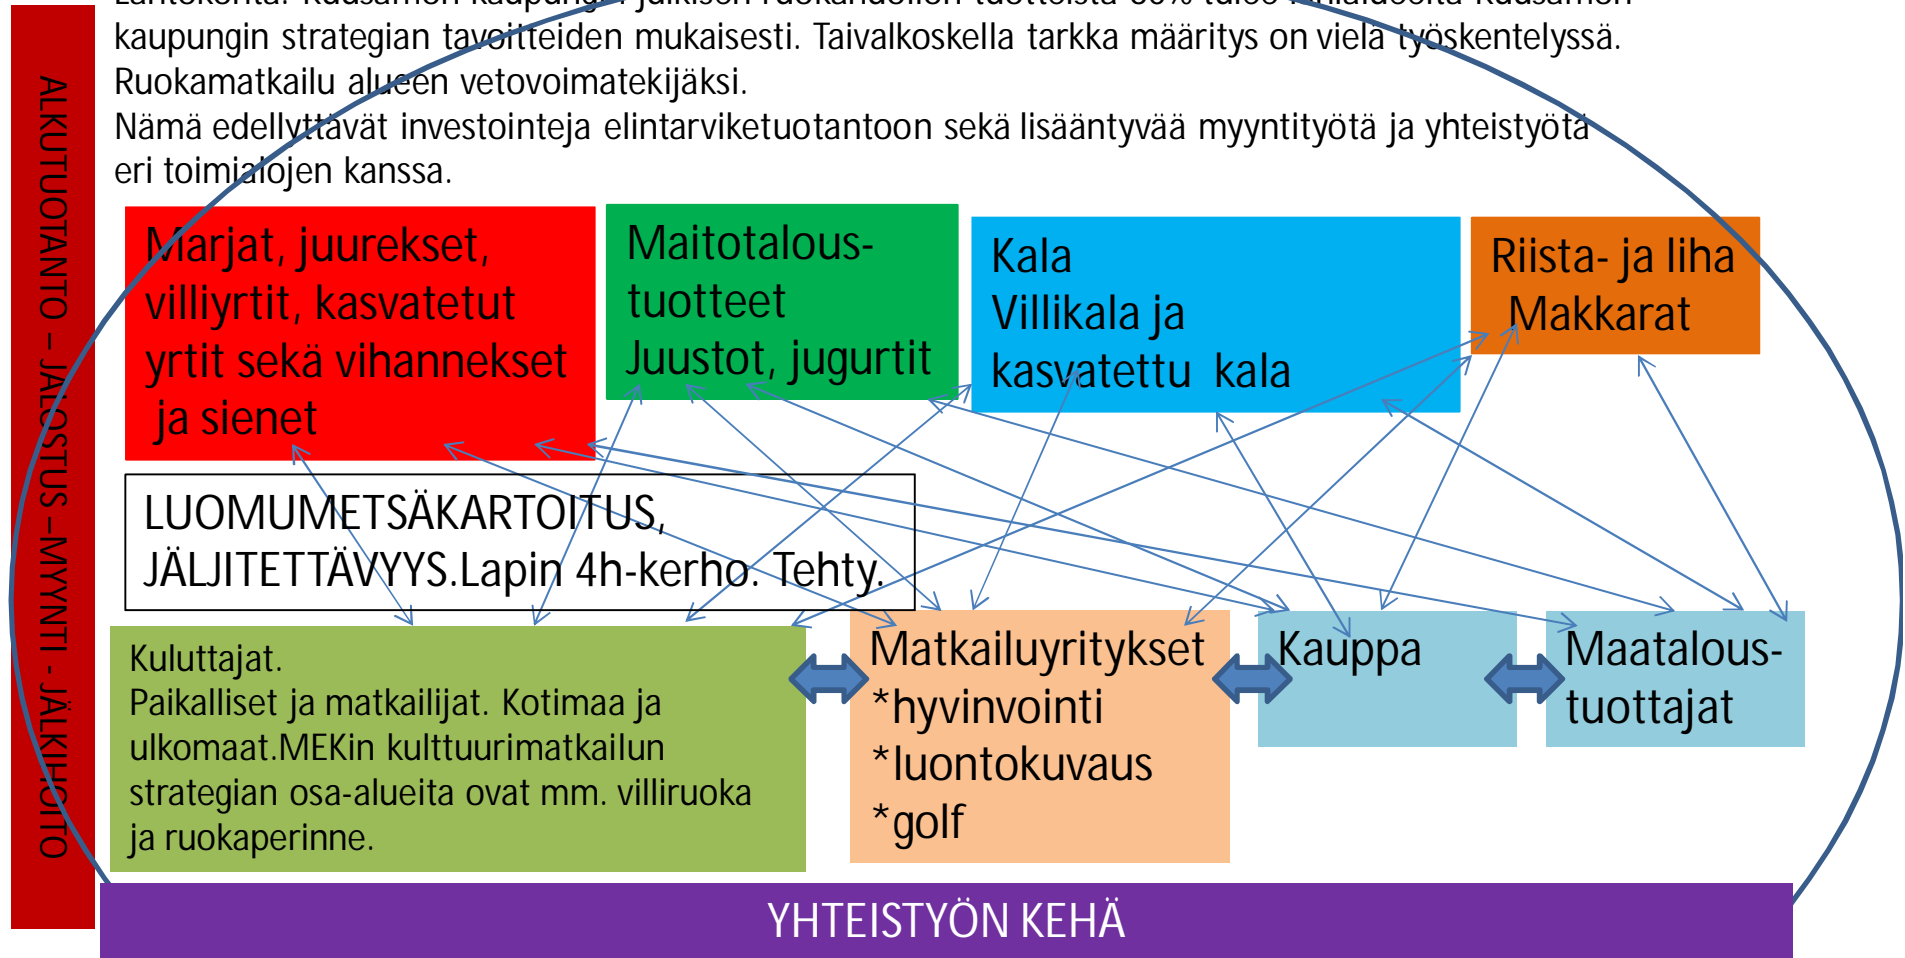 kaupungin strategian tavoitteiden mukaisesti. Taivalkoskella tarkka määritys on vielä työskentelyssä.
Ruokamatkailu alueen vetovoimatekijäksi.
Nämä edellyttävät investointeja elintarviketuotantoon sekä lisääntyvää myyntityötä ja yhteistyötä
eri toimialojen kanssa.
ALKUTUOTANTO – JALOSTUS –MYYNTI - JÄLKIHOITO
Marjat, juurekset,
villiyrtit, kasvatetut
yrtit sekä vihannekset
ja sienet
Maitotalous-
tuotteet
Juustot, jugurtit
Kala
Villikala ja
kasvatettu kala
Riista- ja liha
Makkarat
LUOMUMETSÄKARTOITUS,
JÄLJITETTÄVYYS.Lapin 4h-kerho. Tehty.
Kuluttajat.
Paikalliset ja matkailijat. Kotimaa ja
ulkomaat.MEKin kulttuurimatkailun
strategian osa-alueita ovat mm. villiruoka
ja ruokaperinne.
Matkailuyritykset
*hyvinvointi
*luontokuvaus
*golf
Kauppa
Maatalous-
tuottajat
YHTEISTYÖN KEHÄ